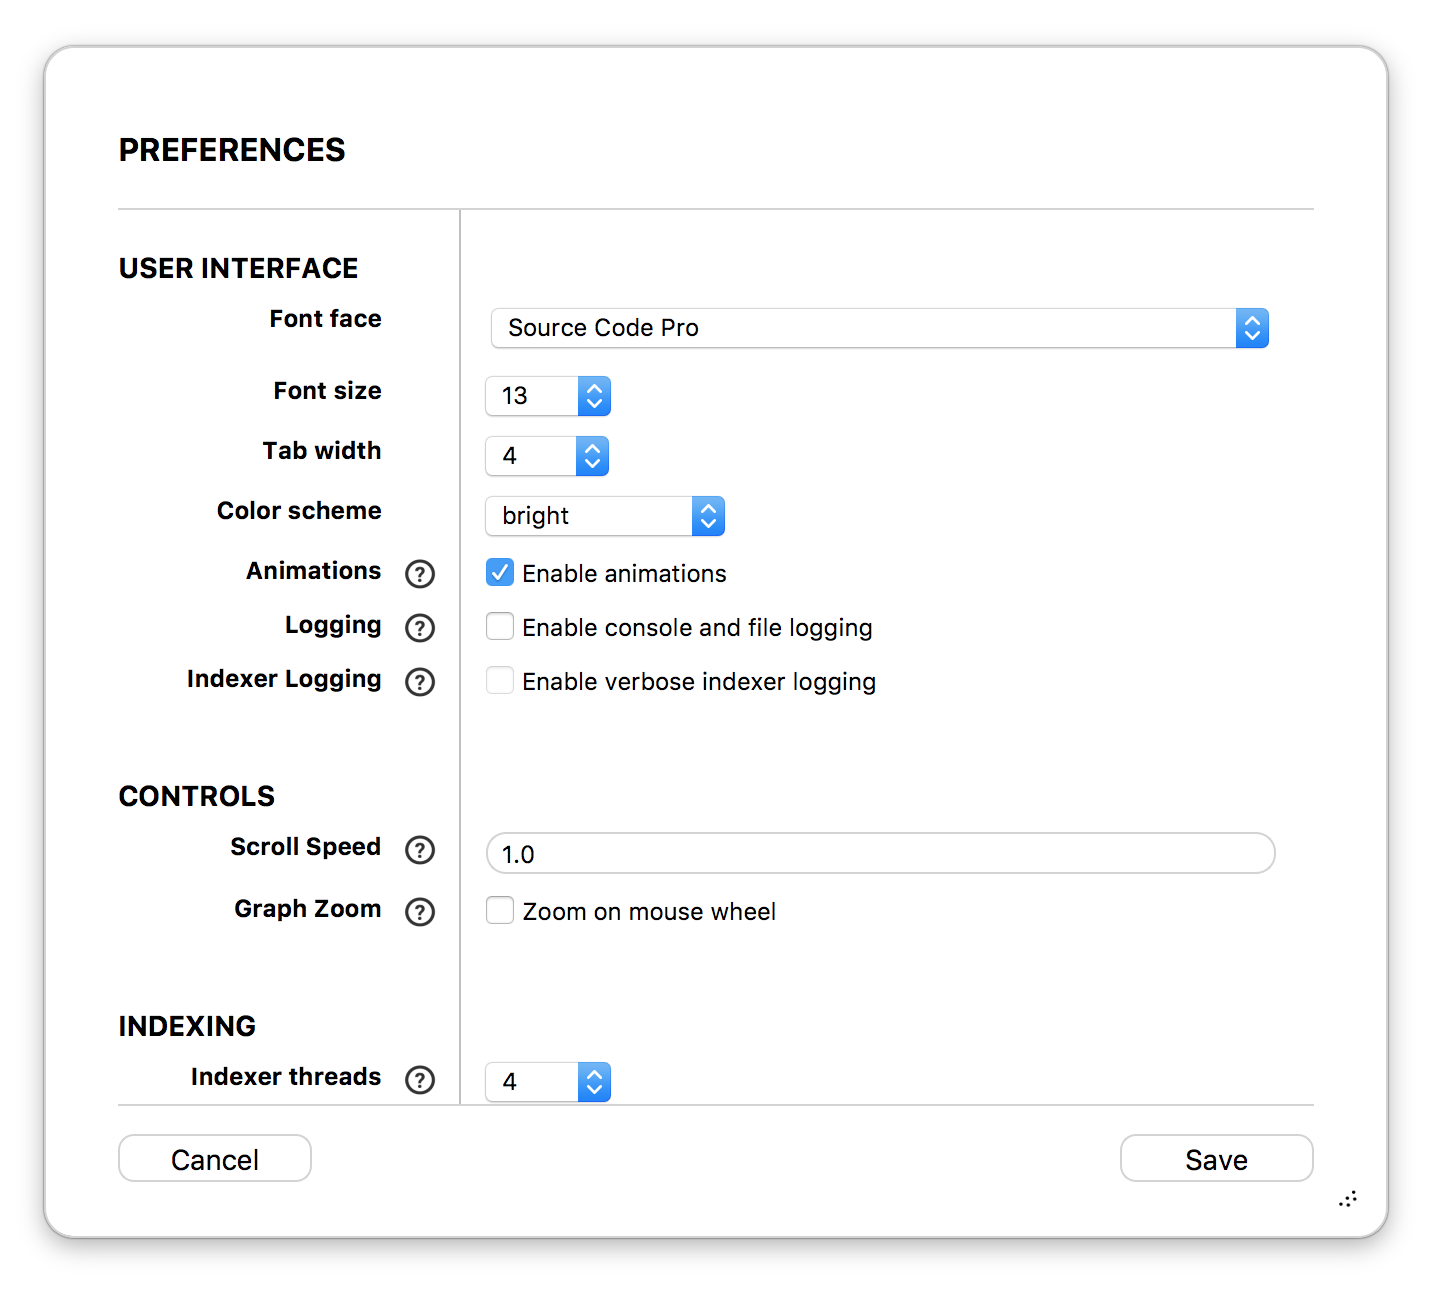 PREFERENCES
USER INTERFACE
Font face
Source Code Pro
Font size
13
Tab width
4
Color scheme
bright
Animations ? Enable animations
Logging ? Enable console and file logging
Indexer Logging ? Enable verbose indexer logging
CONTROLS
Scroll Speed ? 1.0
Graph Zoom ? Zoom on mouse wheel
INDEXING
Indexer threads ? 4
Cancel
Save